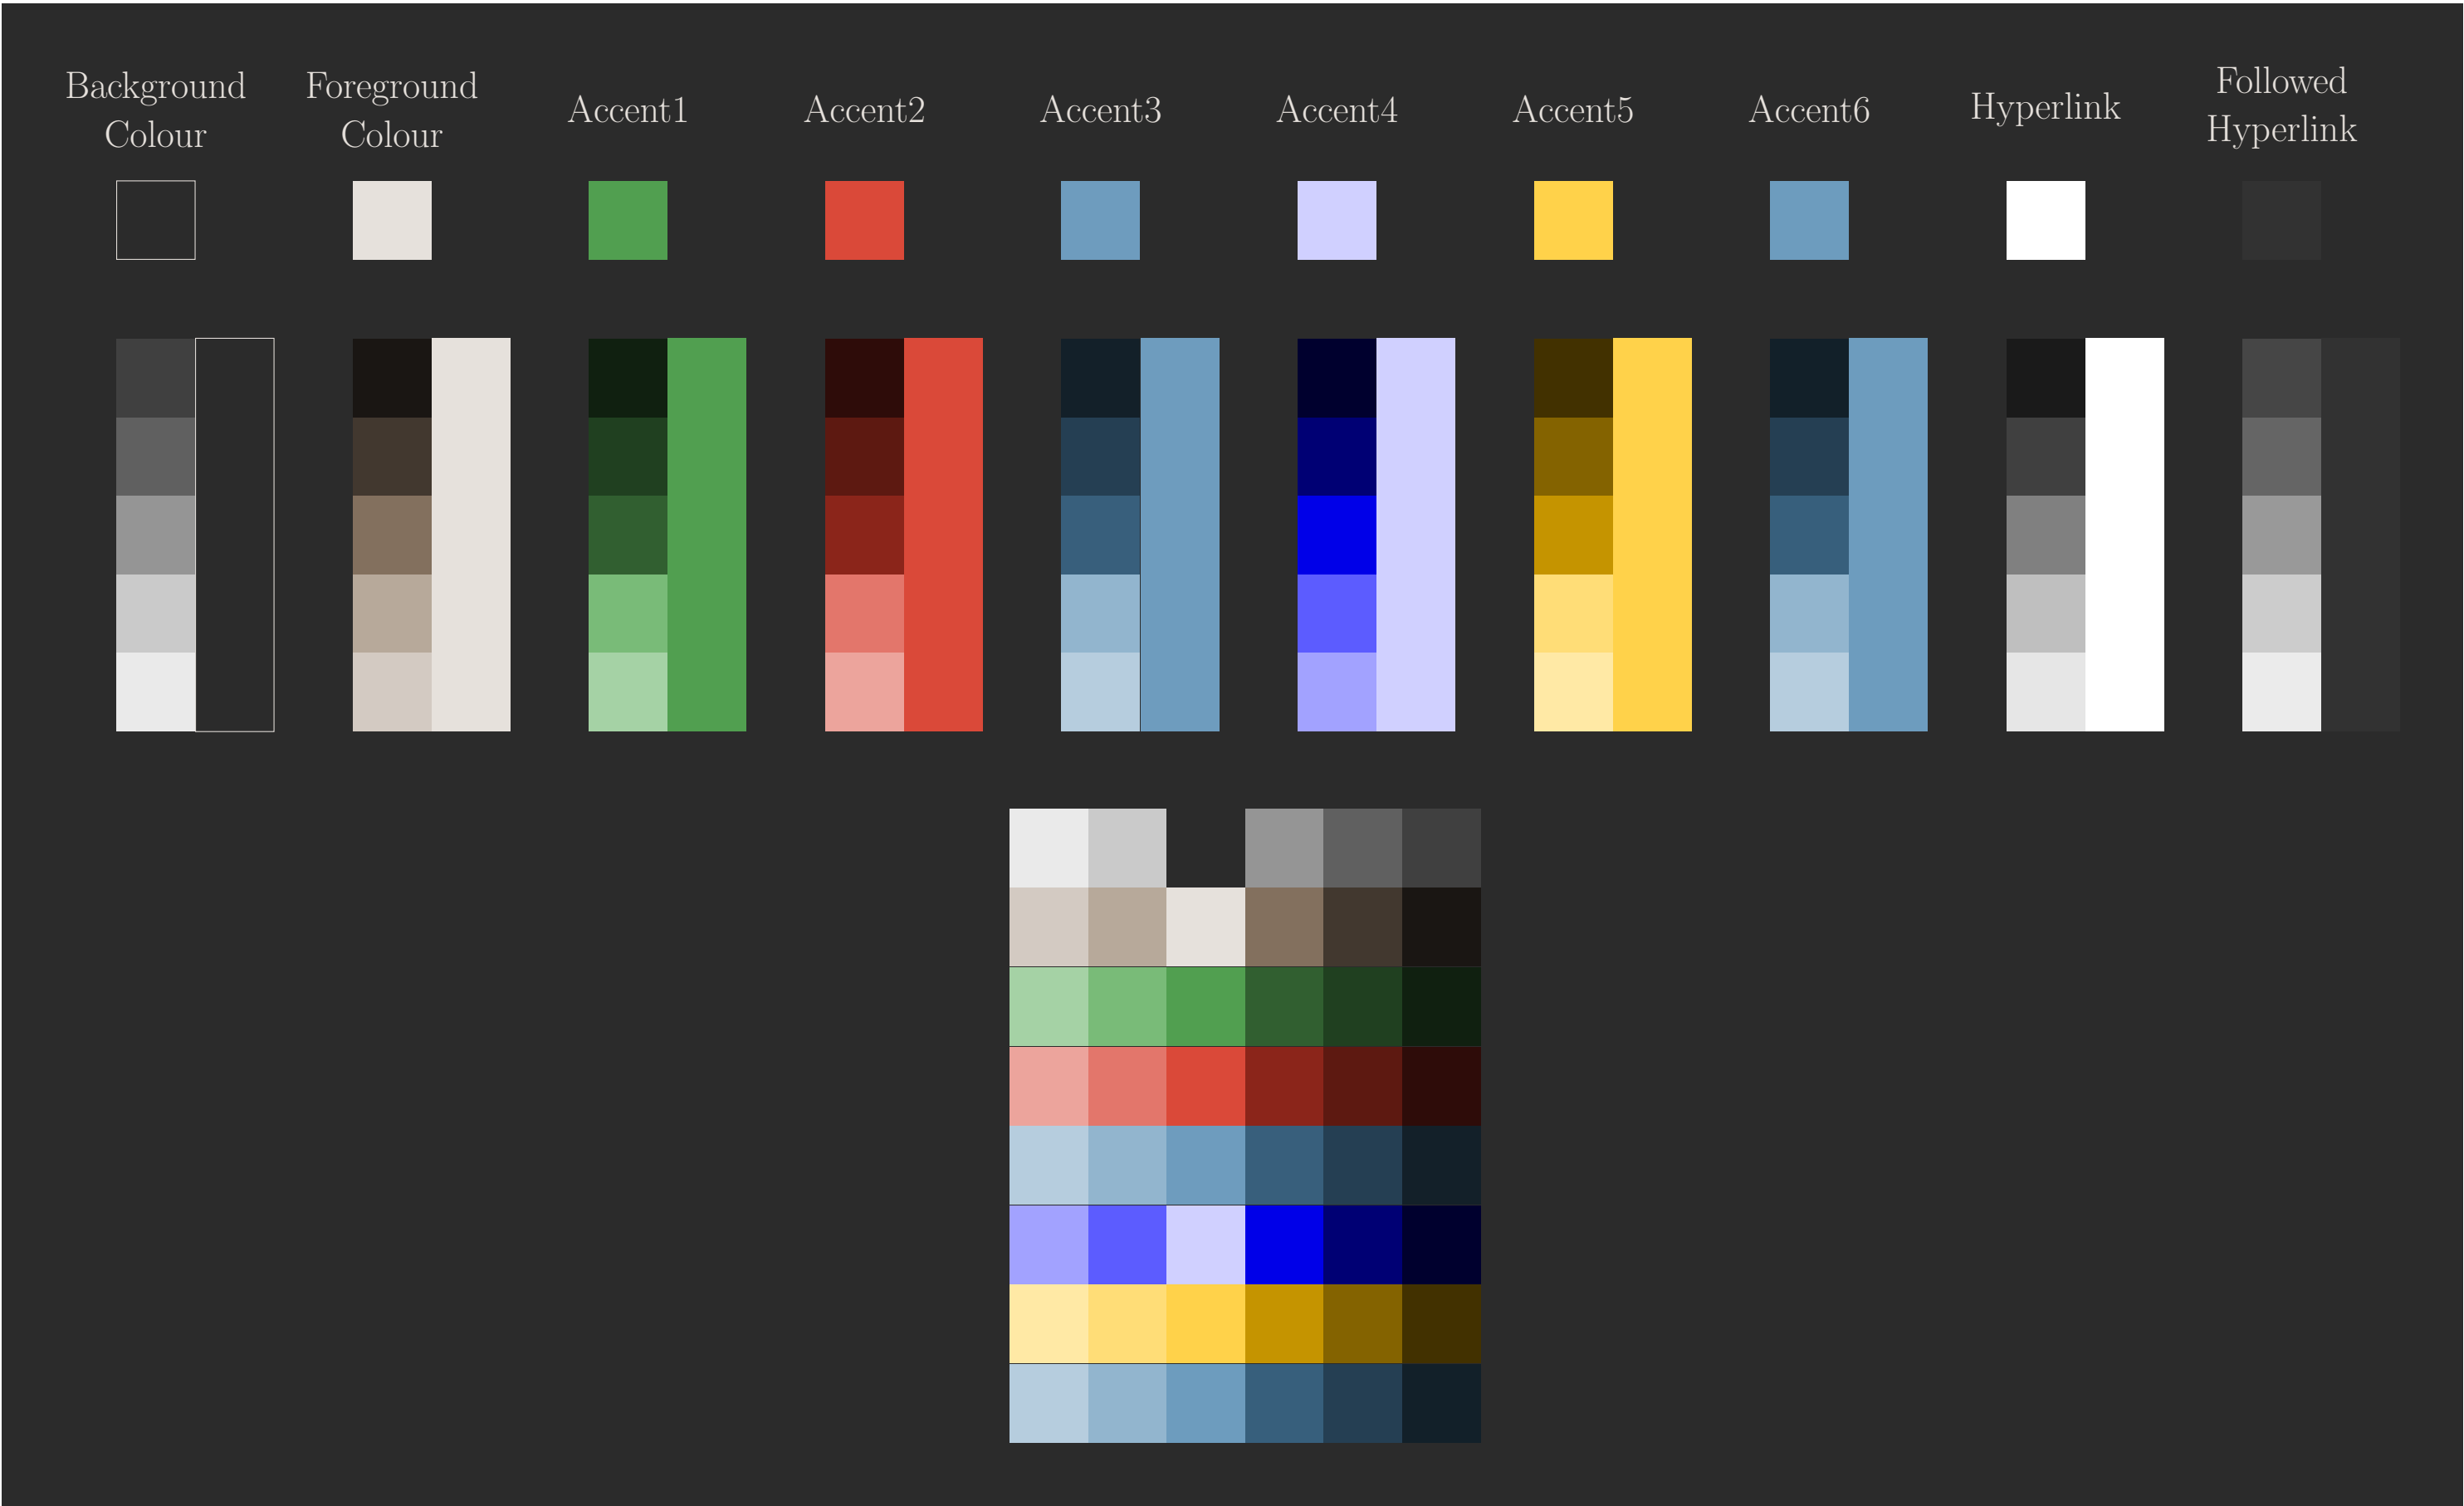 Background
Colour
Foreground
Colour
Accent1
Accent2
Accent3
Accent4
Accent5
Accent6
Hyperlink
Followed
Hyperlink